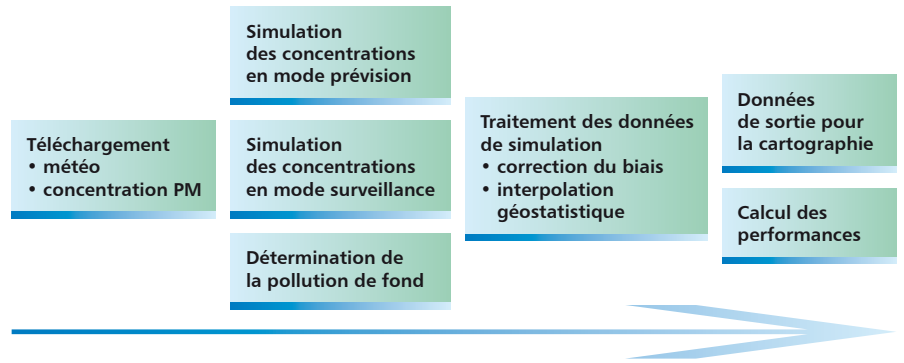 Téléchargement
• météo
• concentration PM
Simulation
des concentrations
en mode prévision
Simulation
des concentrations
en mode surveillance
Détermination de
la pollution de fond
Traitement des données
de simulation
• correction du biais
• interpolation
géostatistique
Données
de sortie pour
la cartographie
Calcul des
performances